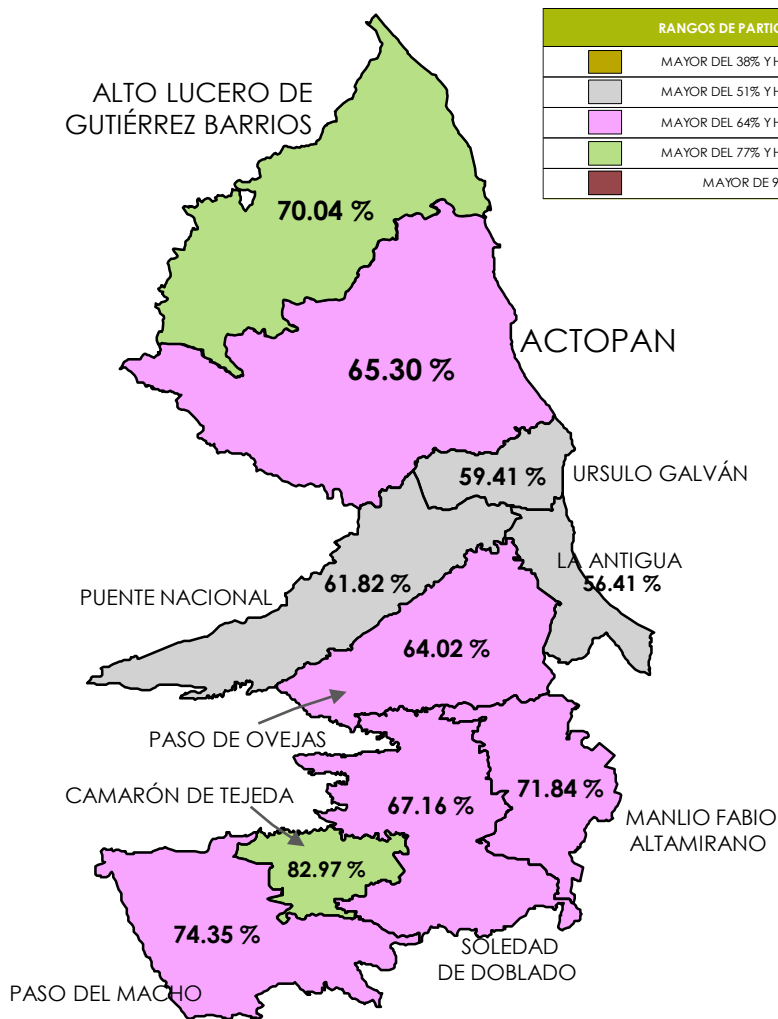 RANGOS DE
MAYOR DEL 38% Y
MAYOR DEL 51% Y
MAYOR DEL 64% Y
MAYOR DEL 77% Y
MAYOR DE
ALTO LUCERO DE
GUTIÉRREZ BARRIOS
70.04 %
ACTOPAN
65.30 %
59.41 %
URSULO GALVÁN
LA ANTIGUA
56.41 %
61.82 %
PUENTE NACIONAL
64.02 %
PASO DE OVEJAS
CAMARÓN DE TEJEDA
67.16 %
71.84 %
MANLIO FABIO
ALTAMIRANO
82.97 %
74.35 %
SOLEDAD
DE DOBLADO
PASO DEL MACHO